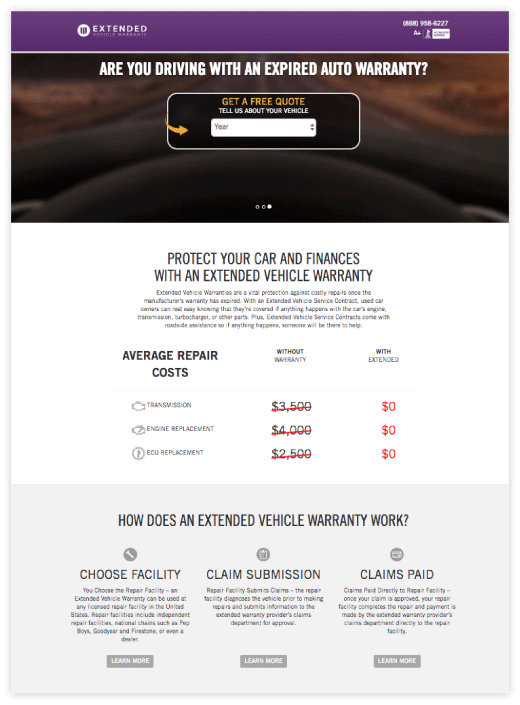 EXTENDED
VEHICLE WARRANTY
(888) 958-6227
A+
ARE YOU DRIVING WITH AN EXPIRED AUTO WARRANTY?
GET A FREE QUOTE
TELL US ABOUT YOUR VEHICLE
Year
PROTECT YOUR CAR AND FINANCES
WITH AN EXTENDED VEHICLE WARRANTY
Extended Vehicle Warranties are a vital protection against costly repairs once the
manufacturer's warranty has expired. With an Extended Vehicle Service Contract, used car
owners can rest easy knowing that they're covered if anything happens with the car's engine,
transmission, turbocharger, or other parts. Plus, Extended Vehicle Service Contracts come with
roadside assistance so if anything happens, someone will be there to help.
AVERAGE REPAIR
COSTS
WITHOUT
WARRANTY
WITH
EXTENDED
TRANSMISSION $3,500 $0
ENGINE REPLACEMENT $4,000 $0
ECU REPLACEMENT $2,500 $0
HOW DOES AN EXTENDED VEHICLE WARRANTY WORK?
CHOOSE FACILITY
You Choose the Repair Facility – an
Extended Vehicle Warranty can be used at
any licensed repair facility in the United
States. Repair facilities include independent
repair facilities, national chains such as Pep
Boys, Goodyear and Firestone, or even a
dealer.
LEARN MORE
CLAIM SUBMISSION
Repair Facility Submits Claims – the repair
facility diagnoses the vehicle prior to making
repairs and submits information to the
extended warranty provider's claims
department for approval.
LEARN MORE
CLAIMS PAID
Claims Paid Directly to Repair Facility –
once your claim is approved, your repair
facility completes the repair and payment is
made by the extended warranty provider's
claims department directly to the repair
facility.
LEARN MORE